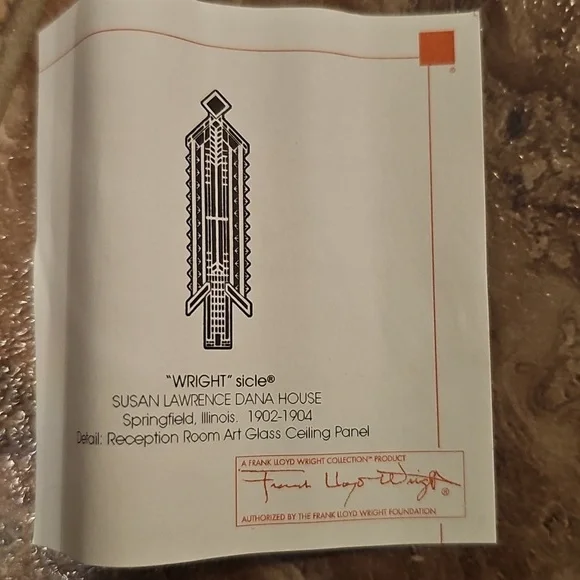 ®
"WRIGHT" sicle®
SUSAN LAWRENCE DANA HOUSE
Springfield, Illinois. 1902-1904
Detail: Reception Room Art Glass Ceiling Panel
A FRANK LLOYD WRIGHT COLLECTION™ PRODUCT
Frank Lloyd Wright ®
AUTHORIZED BY THE FRANK LLOYD WRIGHT FOUNDATION